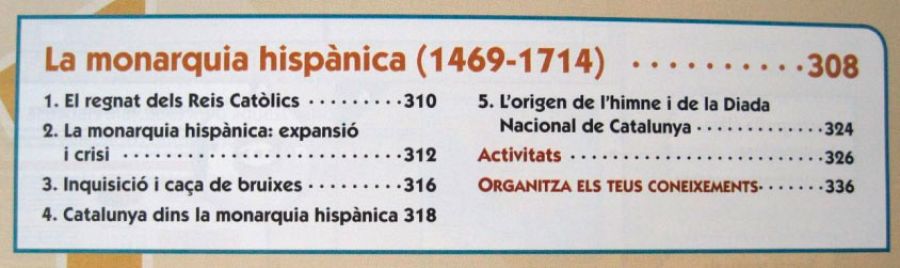 La monarquia hispànica (1469-1714) ·········· 308
1. El regnat dels Reis Catòlics ········· 310
2. La monarquia hispànica: expansió
i crisi ························ 312
3. Inquisició i caça de bruixes ········· 316
4. Catalunya dins la monarquia hispànica 318
5. L'origen de l'himne i de la Diada
Nacional de Catalunya ············ 324
Activitats ······················ 326
ORGANITZA ELS TEUS CONEIXEMENTS ······ 336